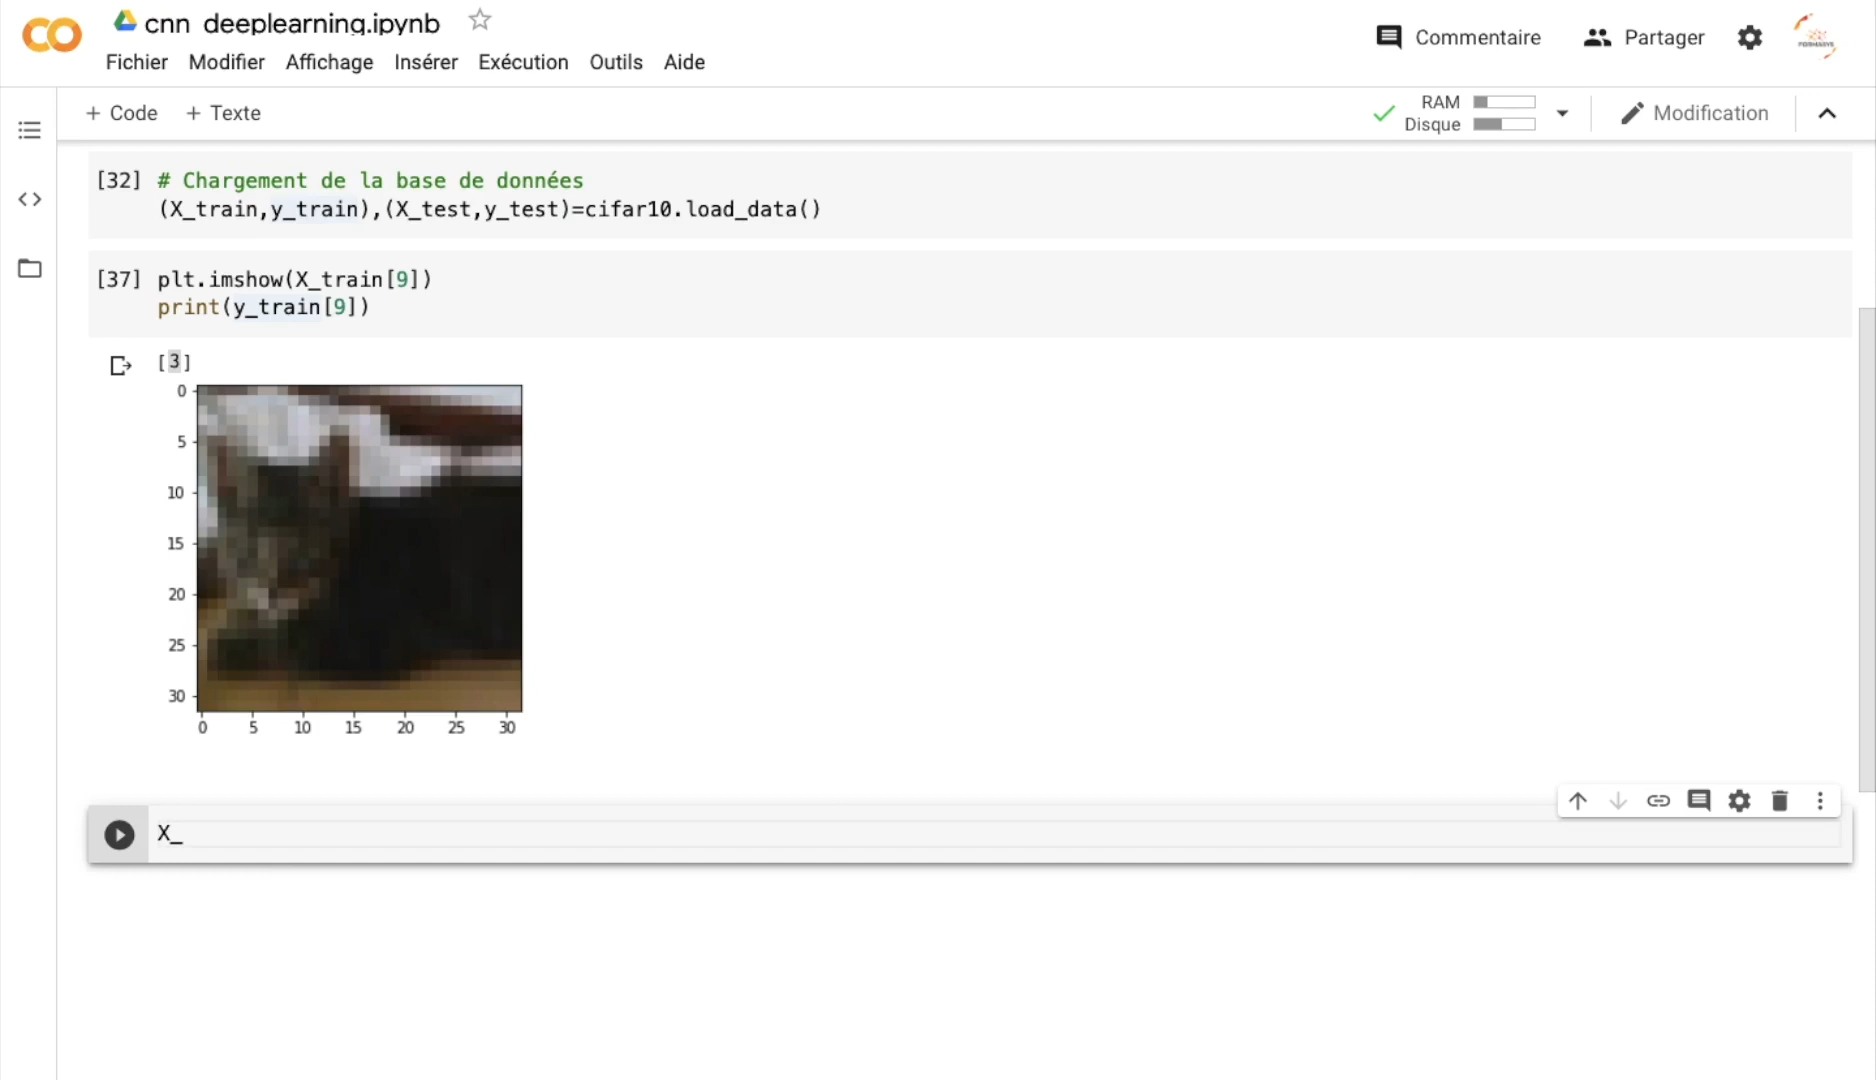 cnn deeplearning.ipynb
Fichier Modifier Affichage Insérer Exécution Outils Aide
Commentaire Partager
+ Code + Texte
RAM
Disque
Modification
[32] # Chargement de la base de données
(X_train,y_train),(X_test,y_test)=cifar10.load_data()
[37] plt.imshow(X_train[9])
print(y_train[9])
[3]
0
5
10
15
20
25
30
0 5 10 15 20 25 30
X_